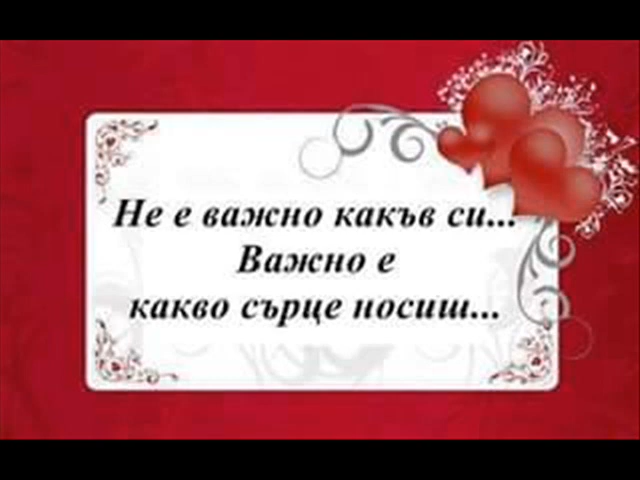 Не е важно какъв си...
Важно е
какво сърце носиш...